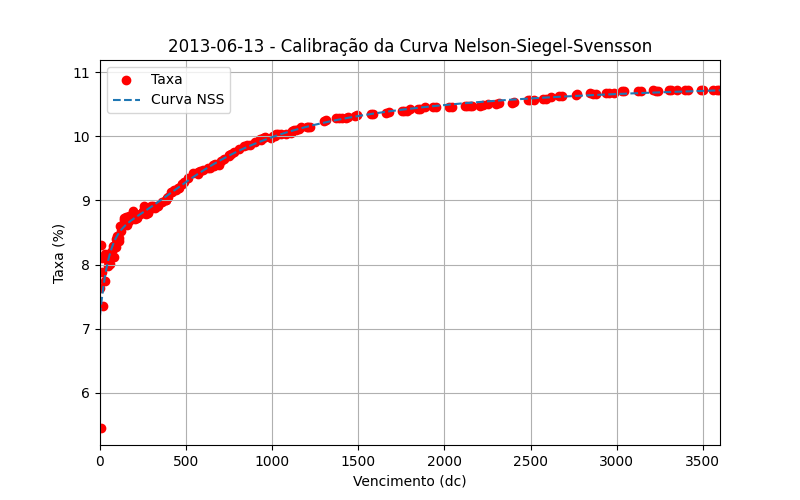 2013-06-13 - Calibração da Curva Nelson-Siegel-Svensson
Taxa
Curva NSS
Taxa (%)
11
10
9
8
7
6
0 500 1000 1500 2000 2500 3000 3500
Vencimento (dc)